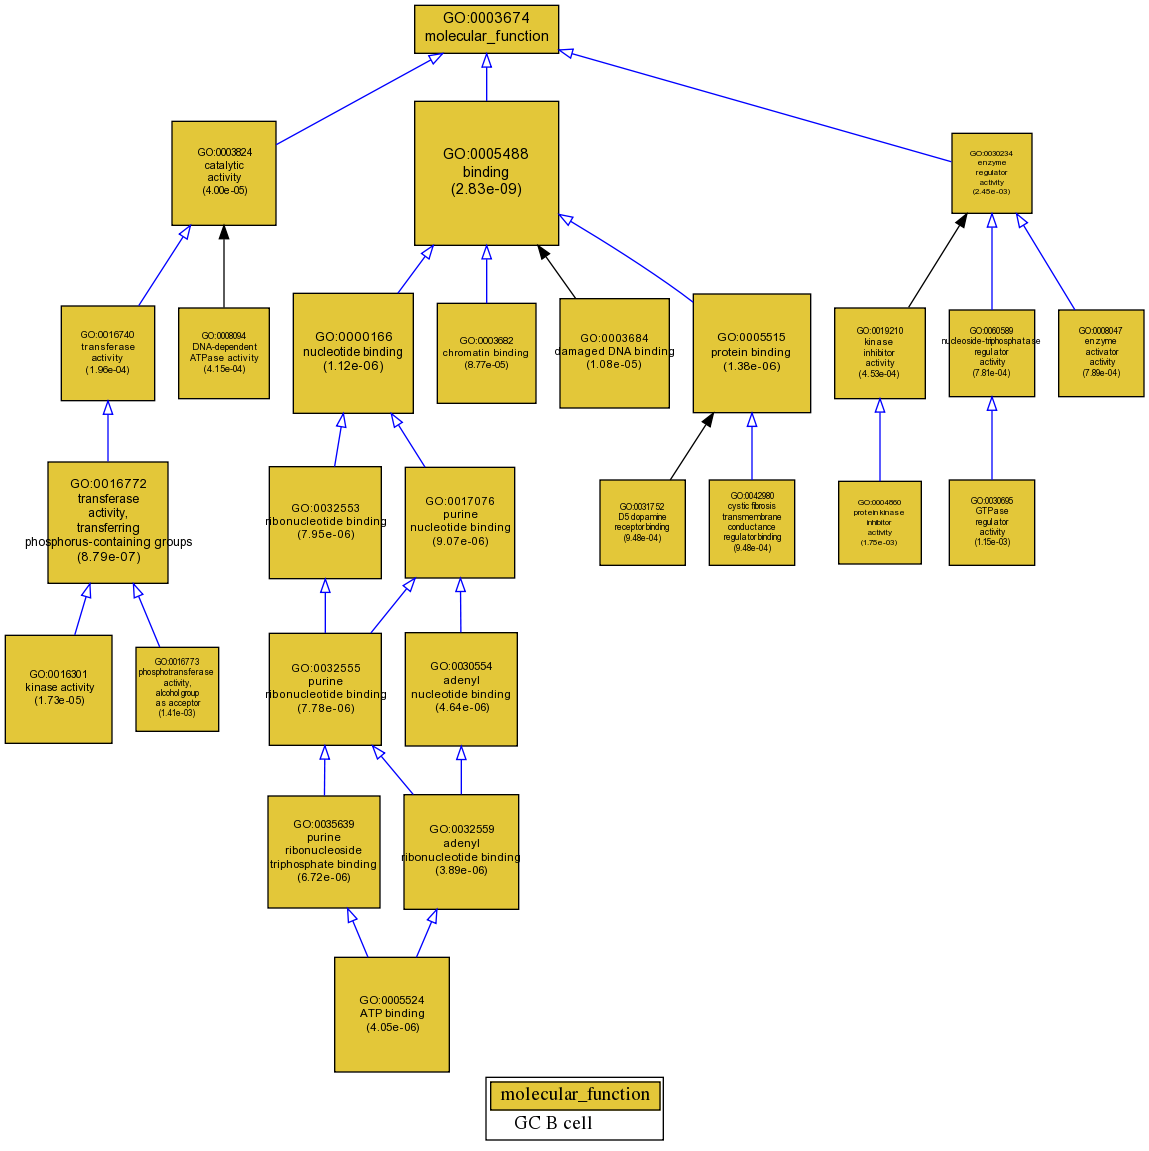 GO:0003674
molecular_function
GO:0003824
catalytic
activity
(4.00e-05)
GO:0005488
binding
(2.83e-09)
GO:0030234
enzyme
regulator
activity
(2.45e-03)
GO:0016740
transferase
activity
(1.96e-04)
GO:0008094
DNA-dependent
ATPase activity
(4.15e-04)
GO:0000166
nucleotide binding
(1.12e-06)
GO:0003682
chromatin binding
(8.77e-05)
GO:0003684
damaged DNA binding
(1.08e-05)
GO:0005515
protein binding
(1.38e-06)
GO:0019210
kinase
inhibitor
activity
(4.53e-04)
GO:0060589
nucleoside-triphosphatase
regulator
activity
(7.81e-04)
GO:0008047
enzyme
activator
activity
(7.89e-04)
GO:0016772
transferase
activity,
transferring
phosphorus-containing groups
(8.79e-07)
GO:0032553
ribonucleotide binding
(7.95e-06)
GO:0017076
purine
nucleotide binding
(9.07e-06)
GO:0031752
D5 dopamine
receptor binding
(9.48e-04)
GO:0042980
cystic fibrosis
transmembrane
conductance
regulator binding
(9.48e-04)
GO:0004860
protein kinase
inhibitor
activity
(1.75e-03)
GO:0030695
GTPase
regulator
activity
(1.15e-03)
GO:0016301
kinase activity
(1.73e-05)
GO:0016773
phosphotransferase
activity,
alcohol group
as acceptor
(1.41e-03)
GO:0032555
purine
ribonucleotide binding
(7.78e-06)
GO:0030554
adenyl
nucleotide binding
(4.64e-06)
GO:0035639
purine
ribonucleoside
triphosphate binding
(6.72e-06)
GO:0032559
adenyl
ribonucleotide binding
(3.89e-06)
GO:0005524
ATP binding
(4.05e-06)
molecular_function
GC B cell